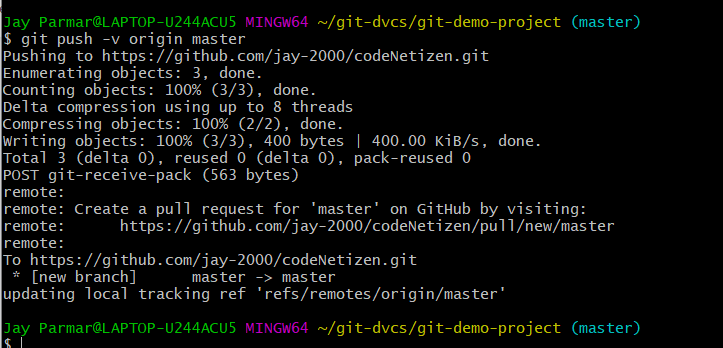 Jay Parmar@LAPTOP-U244ACU5 MINGW64 ~/git-dvcs/git-demo-project (master)
$ git push -v origin master
Pushing to https://github.com/jay-2000/codeNetizen.git
Enumerating objects: 3, done.
Counting objects: 100% (3/3), done.
Delta compression using up to 8 threads
Compressing objects: 100% (2/2), done.
Writing objects: 100% (3/3), 400 bytes | 400.00 KiB/s, done.
Total 3 (delta 0), reused 0 (delta 0), pack-reused 0
POST git-receive-pack (563 bytes)
remote:
remote: Create a pull request for 'master' on GitHub by visiting:
remote:      https://github.com/jay-2000/codeNetizen/pull/new/master
remote:
To https://github.com/jay-2000/codeNetizen.git
 * [new branch]      master -> master
updating local tracking ref 'refs/remotes/origin/master'
Jay Parmar@LAPTOP-U244ACU5 MINGW64 ~/git-dvcs/git-demo-project (master)
$